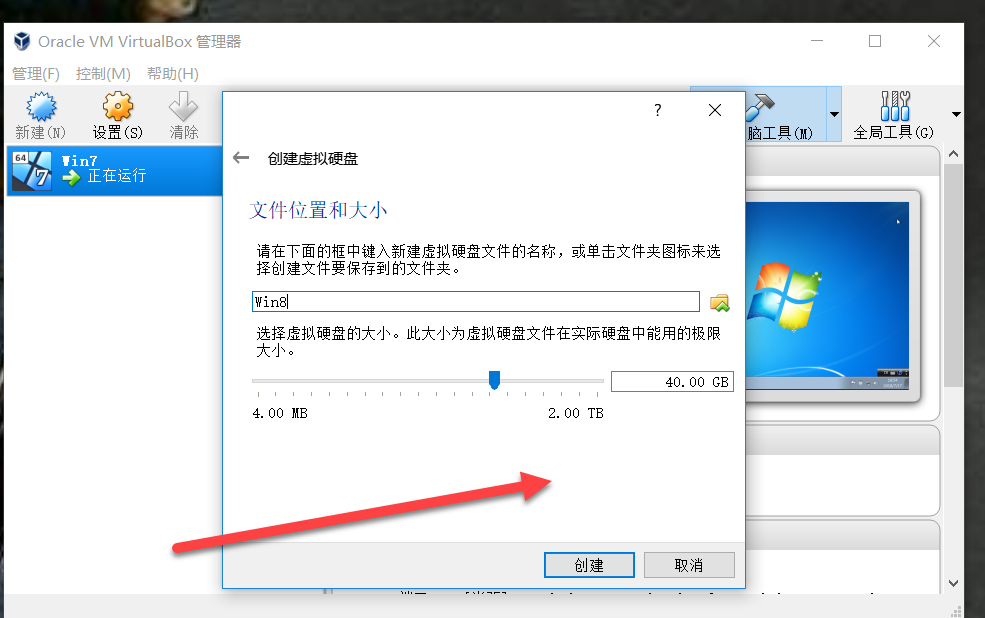 Oracle VM VirtualBox 管理器
管理(F) 控制(M) 帮助(H)
新建(N) 设置(S) 清除
脑工具(M) 全局工具(G)
64
7
Win7
正在运行
?
创建虚拟硬盘
文件位置和大小
请在下面的框中键入新建虚拟硬盘文件的名称，或单击文件夹图标来选
择创建文件要保存到的文件夹。
Win8
选择虚拟硬盘的大小。此大小为虚拟硬盘文件在实际硬盘中能用的极限
大小。
40.00 GB
4.00 MB 2.00 TB
创建 取消